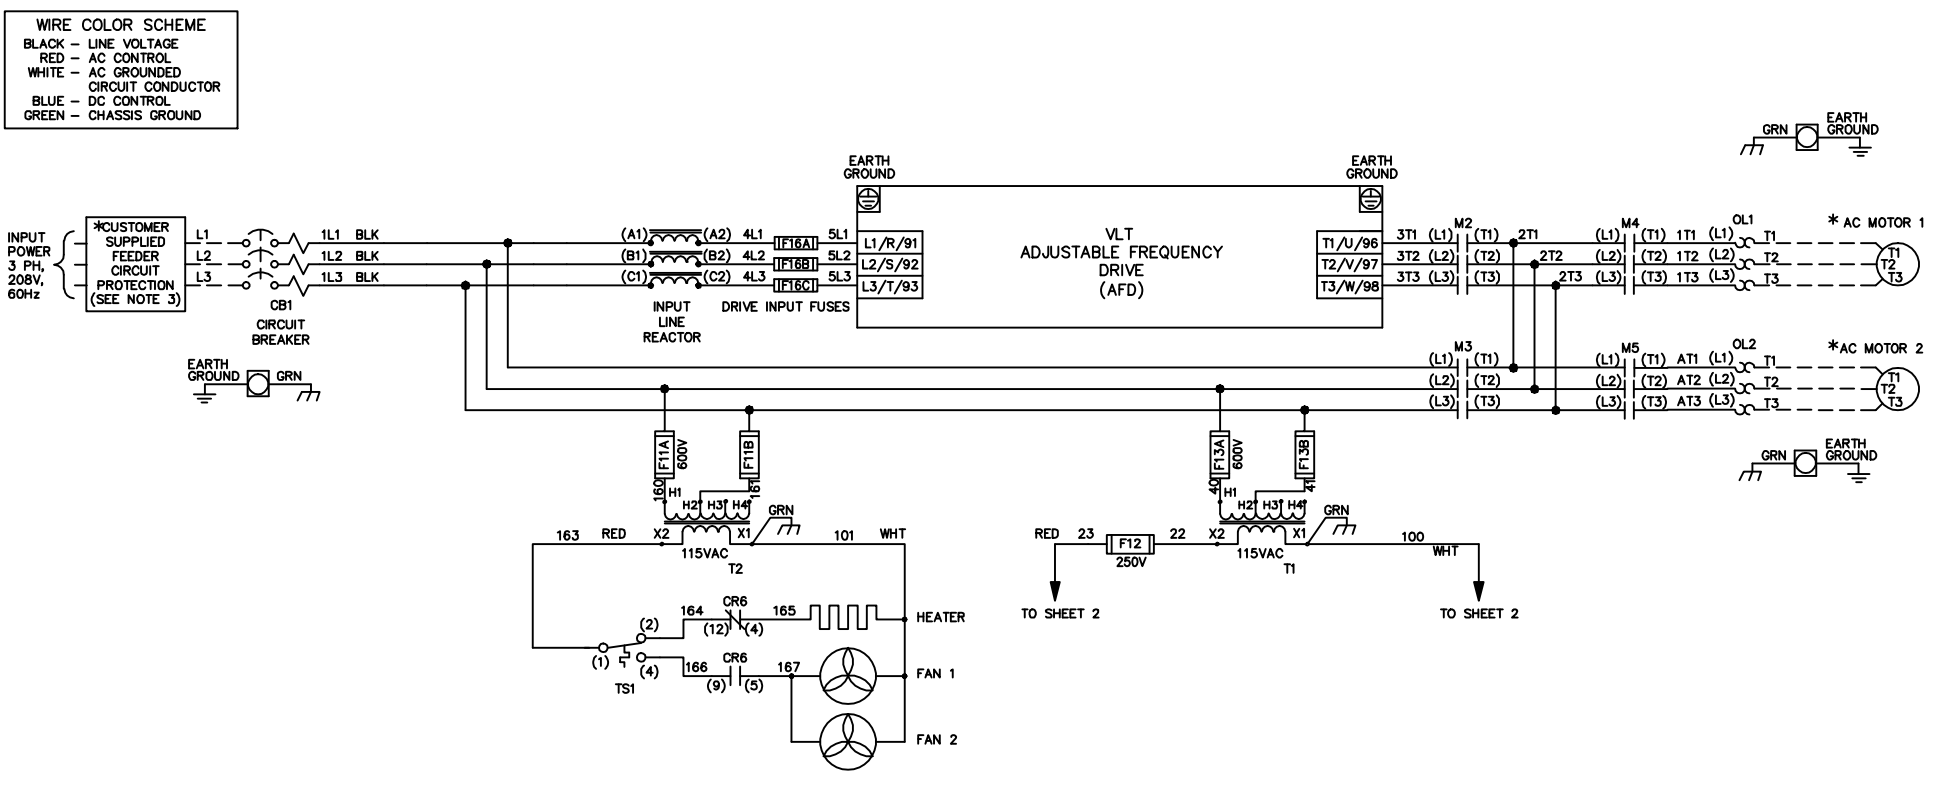 WIRE COLOR SCHEME
BLACK – LINE VOLTAGE
RED – AC CONTROL
WHITE – AC GROUNDED
CIRCUIT CONDUCTOR
BLUE – DC CONTROL
GREEN – CHASSIS GROUND
GRN
EARTH
GROUND
EARTH
GROUND
EARTH
GROUND
INPUT
POWER
3 PH,
208V,
60Hz
*CUSTOMER
SUPPLIED
FEEDER
CIRCUIT
PROTECTION
(SEE NOTE 3)
L1
L2
L3
CB1
CIRCUIT
BREAKER
1L1 BLK
1L2 BLK
1L3 BLK
(A1) (A2) 4L1 F16A 5L1 L1/R/91
(B1) (B2) 4L2 F16B 5L2 L2/S/92
(C1) (C2) 4L3 F16C 5L3 L3/T/93
INPUT
LINE
REACTOR
DRIVE INPUT FUSES
VLT
ADJUSTABLE FREQUENCY
DRIVE
(AFD)
M2 M4 OL1 * AC MOTOR 1
T1/U/96 3T1 (L1) (T1) 2T1 (L1) (T1) 1T1 (L1) T1 T1
T2/V/97 3T2 (L2) (T2) 2T2 (L2) (T2) 1T2 (L2) T2 T2
T3/W/98 3T3 (L3) (T3) 2T3 (L3) (T3) 1T3 (L3) T3 T3
M3 M5 OL2 *AC MOTOR 2
(L1) (T1) (L1) (T1) AT1 (L1) T1 T1
(L2) (T2) (L2) (T2) AT2 (L2) T2 T2
(L3) (T3) (L3) (T3) AT3 (L3) T3 T3
EARTH
GROUND
GRN
GRN
EARTH
GROUND
F11A
600V
F11B
160
161
H1
H2 H3 H4
GRN
163 RED X2 X1 101 WHT
115VAC
T2
F13A
600V
F13B
40
41
H1
H2 H3 H4
GRN
RED 23 F12 22 X2 X1 100
WHT
250V
115VAC
T1
TO SHEET 2
TO SHEET 2
164 CR6 165
(12) (4)
HEATER
(2)
(1)
(4)
TS1
166 CR6 167
(9) (5)
FAN 1
FAN 2